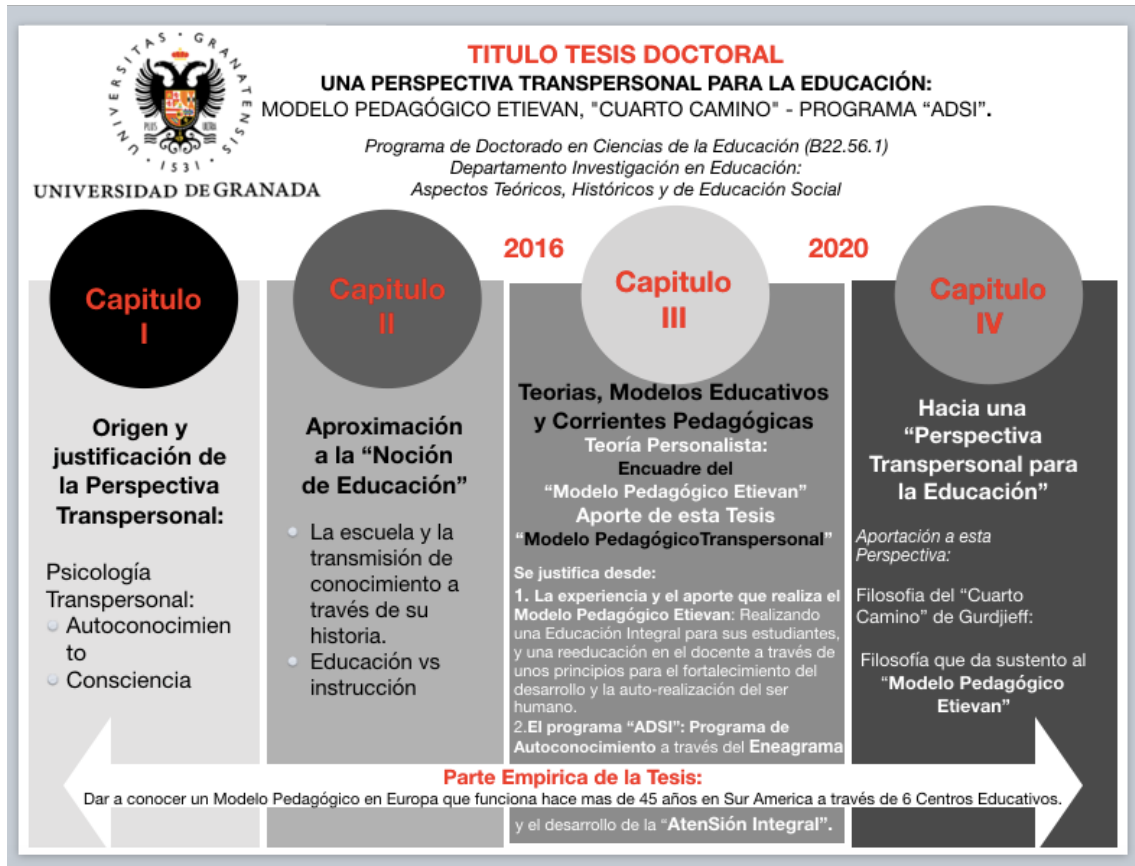 UNIVERSITAS · GRANATENSIS · 1531 ·
PLUS ULTRA
UNIVERSIDAD DE GRANADA
TITULO TESIS DOCTORAL
UNA PERSPECTIVA TRANSPERSONAL PARA LA EDUCACIÓN:
MODELO PEDAGÓGICO ETIEVAN, "CUARTO CAMINO" - PROGRAMA “ADSI”.
Programa de Doctorado en Ciencias de la Educación (B22.56.1)
Departamento Investigación en Educación:
Aspectos Teóricos, Históricos y de Educación Social
2016
2020
Capitulo
I
Origen y
justificación de
la Perspectiva
Transpersonal:
Psicología
Transpersonal:
Autoconocimien
to
Consciencia
Capitulo
II
Aproximación
a la “Noción
de Educación”
La escuela y la
transmisión de
conocimiento a
través de su
historia.
Educación vs
instrucción
Capitulo
III
Teorias, Modelos Educativos
y Corrientes Pedagógicas
Teoría Personalista:
Encuadre del
“Modelo Pedagógico Etievan”
Aporte de esta Tesis
“Modelo PedagógicoTranspersonal”
Se justifica desde:
1. La experiencia y el aporte que realiza el
Modelo Pedagógico Etievan: Realizando
una Educación Integral para sus estudiantes,
y una reeducación en el docente a través de
unos principios para el fortalecimiento del
desarrollo y la auto-realización del ser
humano.
2.El programa “ADSI”: Programa de
Autoconocimiento a través del Eneagrama
y el desarrollo de la “AtenSión Integral”.
Capitulo
IV
Hacia una
“Perspectiva
Transpersonal para
la Educación”
Aportación a esta
Perspectiva:
Filosofia del “Cuarto
Camino” de Gurdjieff:
Filosofía que da sustento al
“Modelo Pedagógico
Etievan”
Parte Empirica de la Tesis:
Dar a conocer un Modelo Pedagógico en Europa que funciona hace mas de 45 años en Sur America a través de 6 Centros Educativos.